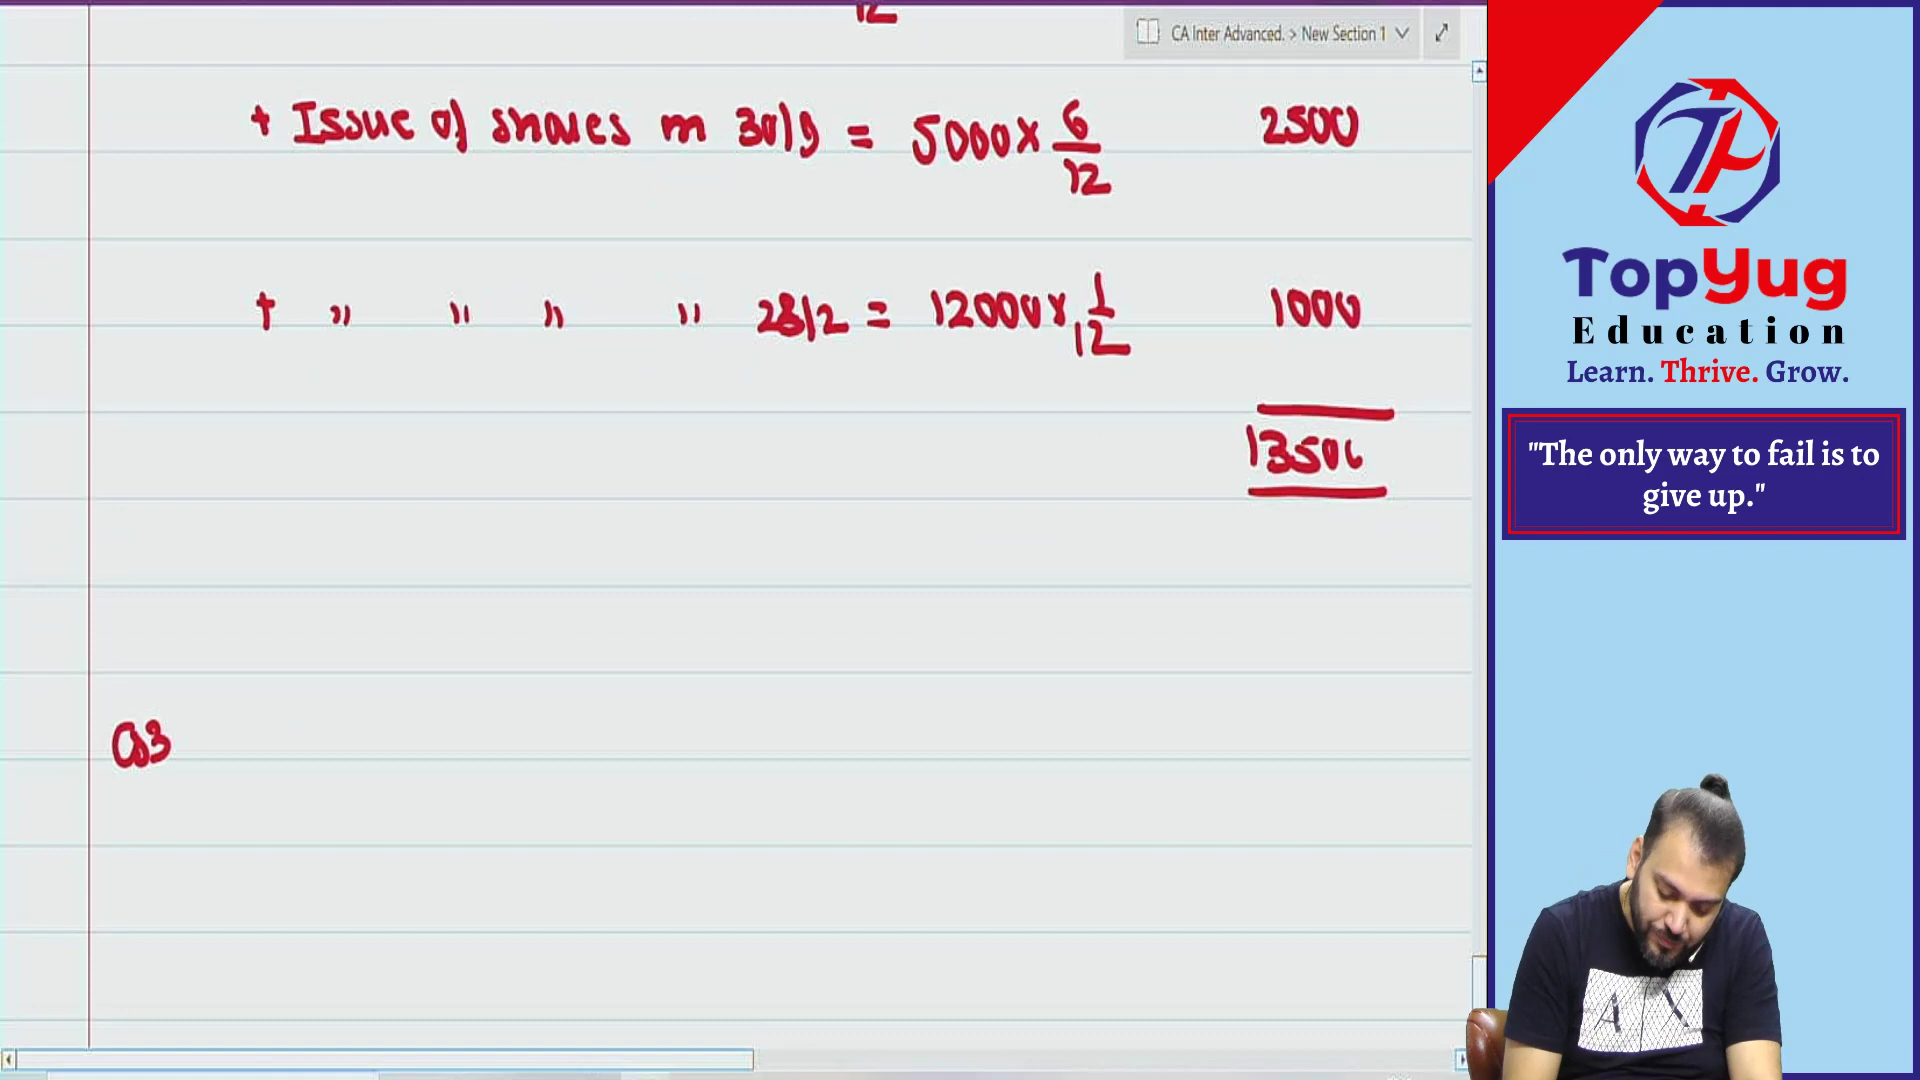 12
CA Inter Advanced. > New Section 1
+ Issue of shares on 30/9 = 5000 × 6/12 2500
+ " " " " 28/2 = 12000 × 1/12 1000
13500
Q3
TopYug
Education
Learn. Thrive. Grow.
"The only way to fail is to
give up."
A X